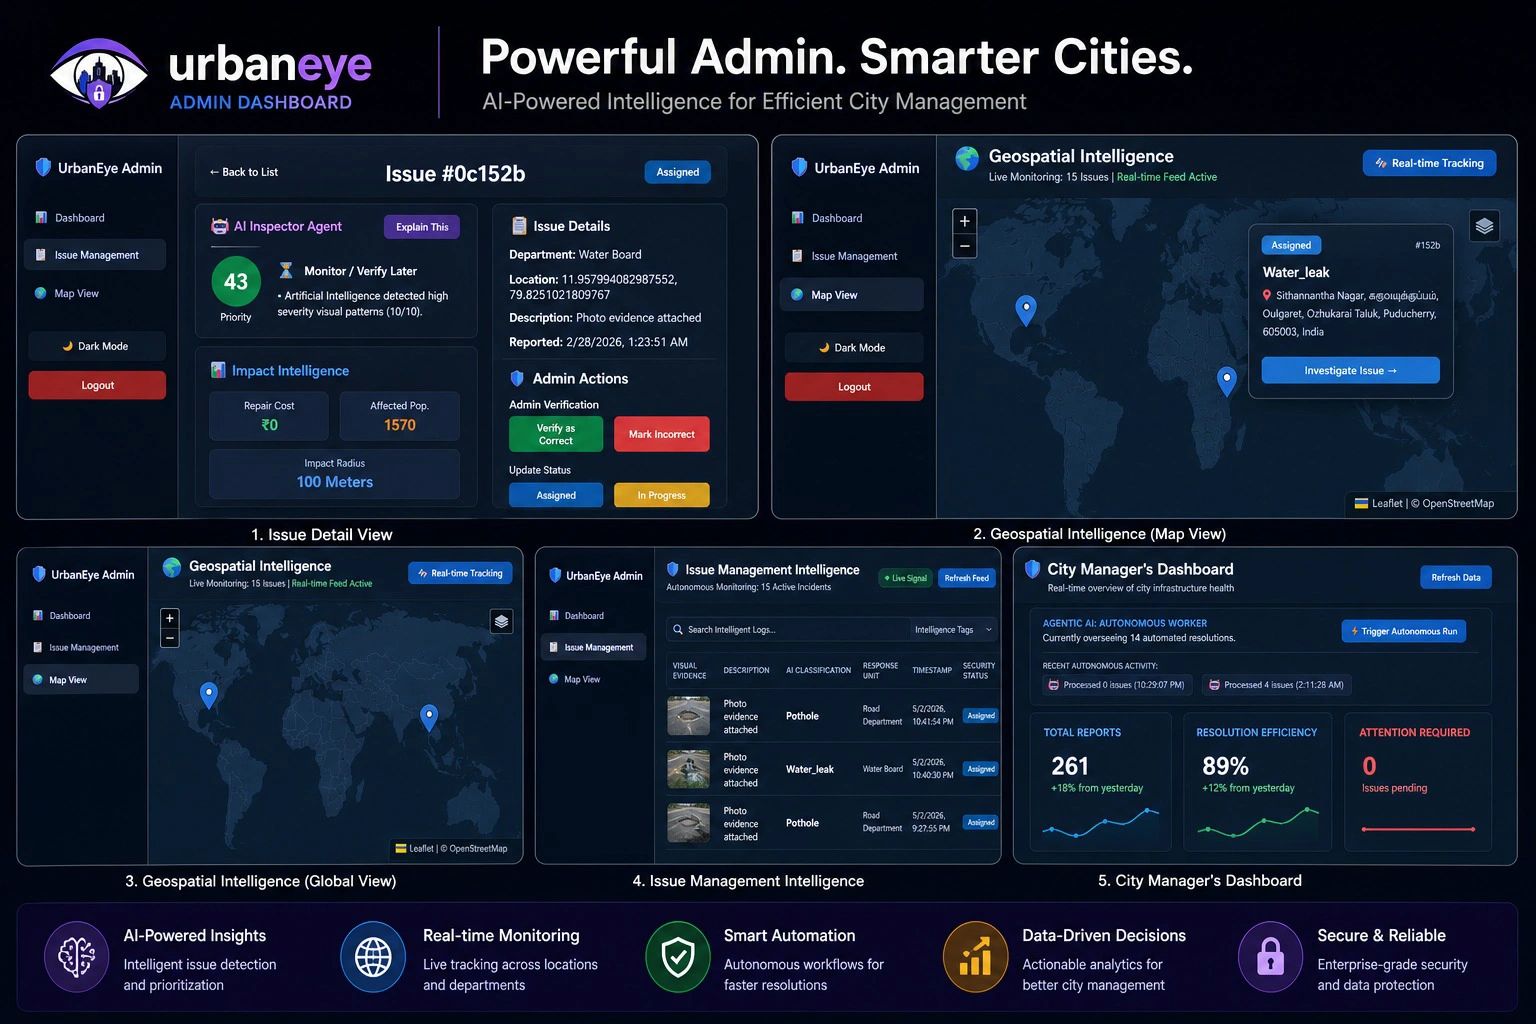 urbaneye
ADMIN DASHBOARD
Powerful Admin. Smarter Cities.
AI-Powered Intelligence for Efficient City Management
UrbanEye Admin
Dashboard
Issue Management
Map View
Dark Mode
Logout
← Back to List
Issue #0c152b
Assigned
AI Inspector Agent
Explain This
43
Priority
Monitor / Verify Later
• Artificial Intelligence detected high
severity visual patterns (10/10).
Impact Intelligence
Repair Cost
₹0
Affected Pop.
1570
Impact Radius
100 Meters
Issue Details
Department: Water Board
Location: 11.957994082987552,
79.8251021809767
Description: Photo evidence attached
Reported: 2/28/2026, 1:23:51 AM
Admin Actions
Admin Verification
Verify as
Correct
Mark Incorrect
Update Status
Assigned
In Progress
1. Issue Detail View
UrbanEye Admin
Dashboard
Issue Management
Map View
Dark Mode
Logout
Geospatial Intelligence
Live Monitoring: 15 Issues | Real-time Feed Active
Real-time Tracking
+
−
Assigned
#152b
Water_leak
Sithannantha Nagar,
Oulgaret, Ozhukarai Taluk, Puducherry,
605003, India
Investigate Issue →
Leaflet | © OpenStreetMap
2. Geospatial Intelligence (Map View)
UrbanEye Admin
Dashboard
Issue Management
Map View
Geospatial Intelligence
Live Monitoring: 15 Issues | Real-time Feed Active
Real-time Tracking
+
−
Leaflet | © OpenStreetMap
3. Geospatial Intelligence (Global View)
UrbanEye Admin
Dashboard
Issue Management
Map View
Issue Management Intelligence
Autonomous Monitoring: 15 Active Incidents
Live Signal
Refresh Feed
Search Intelligent Logs...
Intelligence Tags
VISUAL EVIDENCE
DESCRIPTION
AI CLASSIFICATION
RESPONSE UNIT
TIMESTAMP
SECURITY STATUS
Photo evidence attached
Pothole
Road Department
5/2/2026, 10:41:54 PM
Assigned
Photo evidence attached
Water_leak
Water Board
5/2/2026, 10:40:30 PM
Assigned
Photo evidence attached
Pothole
Road Department
5/2/2026, 9:27:55 PM
Assigned
4. Issue Management Intelligence
City Manager's Dashboard
Real-time overview of city infrastructure health
Refresh Data
AGENTIC AI: AUTONOMOUS WORKER
Currently overseeing 14 automated resolutions.
Trigger Autonomous Run
RECENT AUTONOMOUS ACTIVITY:
Processed 0 issues (10:29:07 PM)
Processed 4 issues (2:11:28 AM)
TOTAL REPORTS
261
+18% from yesterday
RESOLUTION EFFICIENCY
89%
+12% from yesterday
ATTENTION REQUIRED
0
Issues pending
5. City Manager's Dashboard
AI-Powered Insights
Intelligent issue detection
and prioritization
Real-time Monitoring
Live tracking across locations
and departments
Smart Automation
Autonomous workflows for
faster resolutions
Data-Driven Decisions
Actionable analytics for
better city management
Secure & Reliable
Enterprise-grade security
and data protection